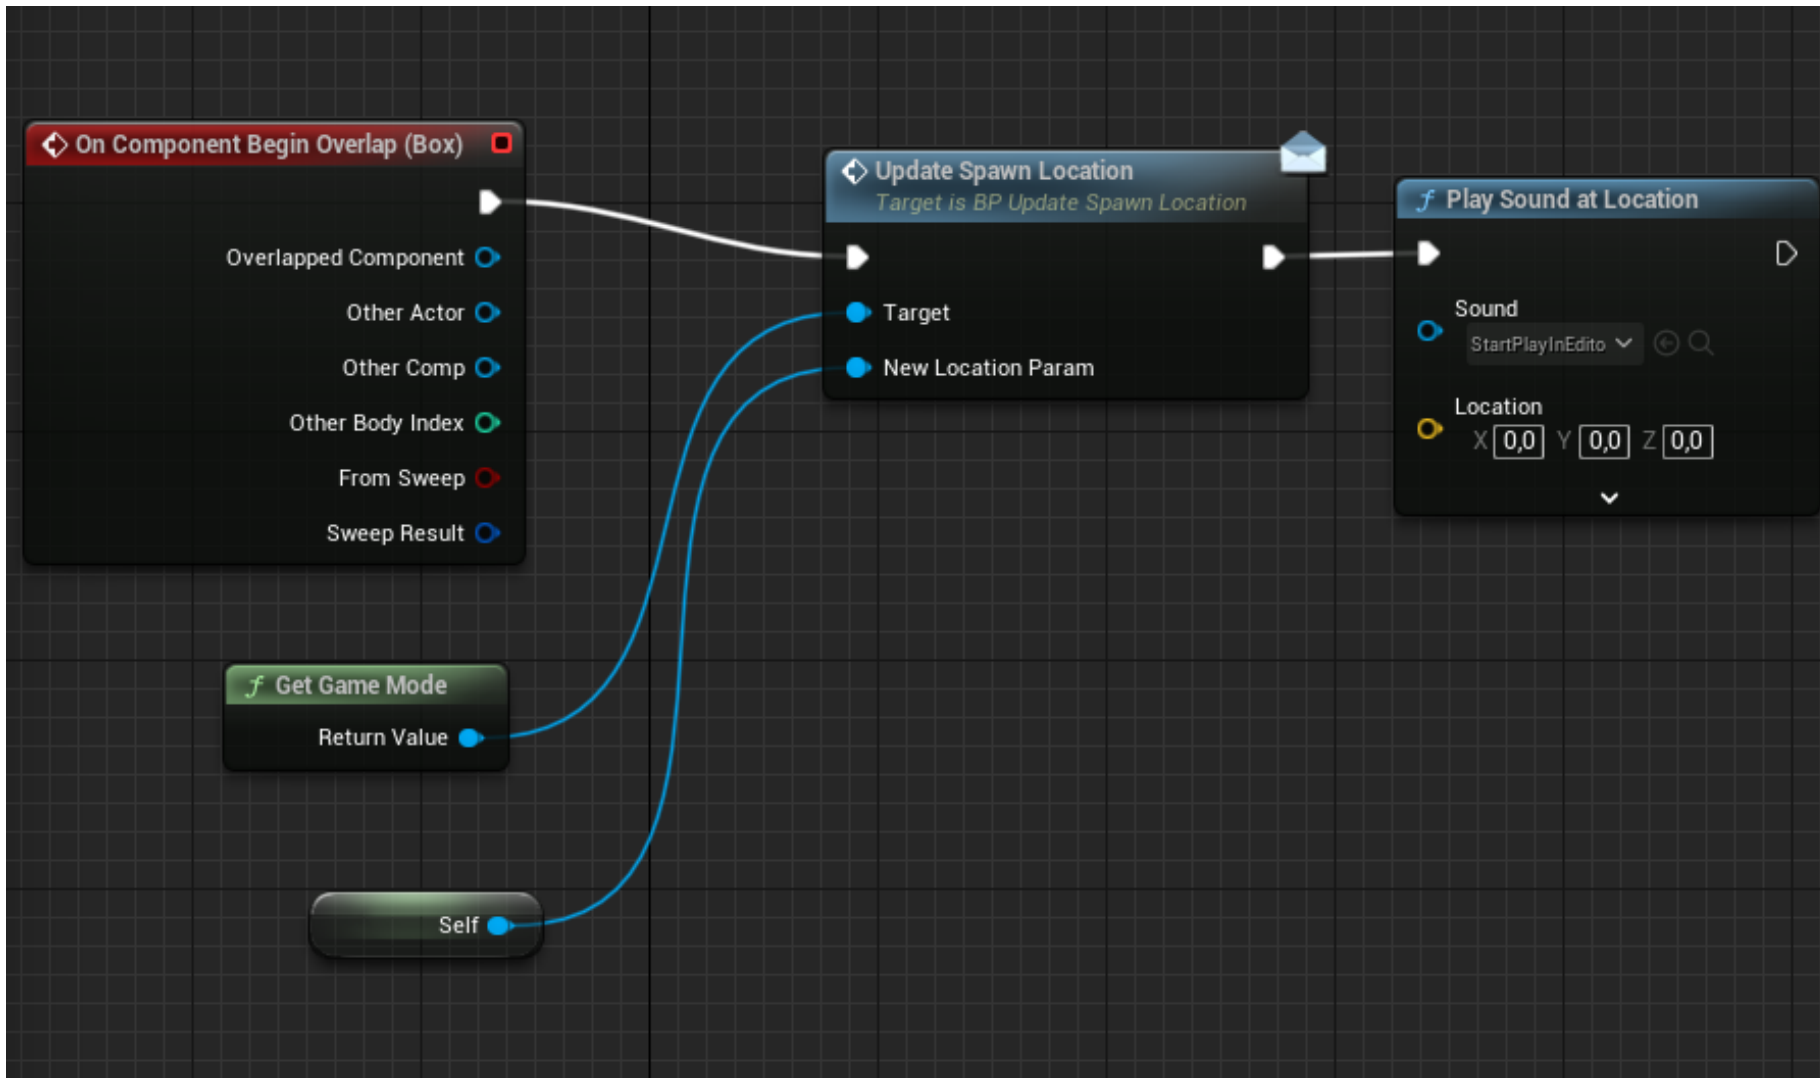 On Component Begin Overlap (Box)
Overlapped Component
Other Actor
Other Comp
Other Body Index
From Sweep
Sweep Result
Get Game Mode
Return Value
Self
Update Spawn Location
Target is BP Update Spawn Location
Target
New Location Param
f Play Sound at Location
Sound
StartPlayInEdito
Location
X 0,0 Y 0,0 Z 0,0